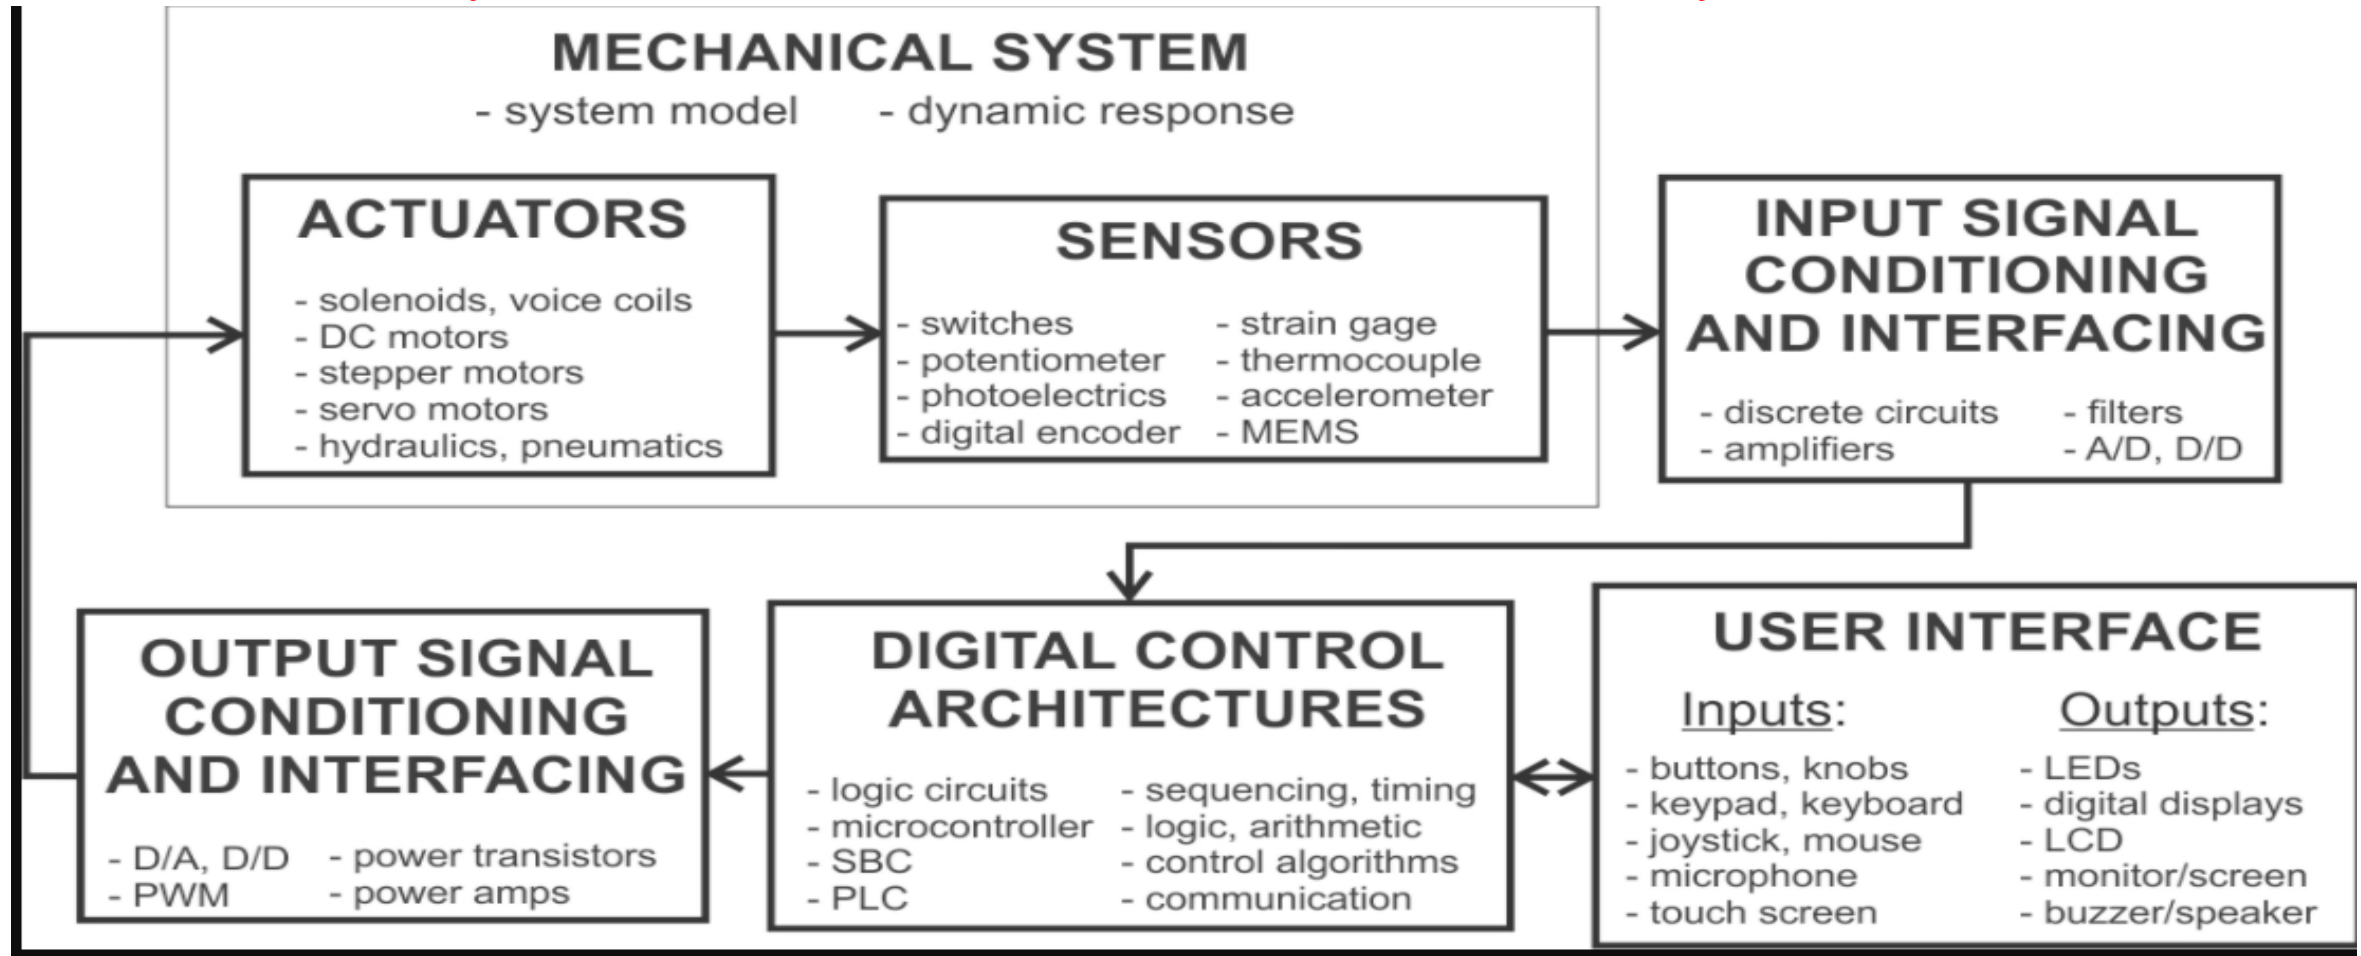 MECHANICAL SYSTEM
- system model - dynamic response
ACTUATORS
- solenoids, voice coils
- DC motors
- stepper motors
- servo motors
- hydraulics, pneumatics
SENSORS
- switches - strain gage
- potentiometer - thermocouple
- photoelectrics - accelerometer
- digital encoder - MEMS
INPUT SIGNAL
CONDITIONING
AND INTERFACING
- discrete circuits - filters
- amplifiers - A/D, D/D
OUTPUT SIGNAL
CONDITIONING
AND INTERFACING
- D/A, D/D - power transistors
- PWM - power amps
DIGITAL CONTROL
ARCHITECTURES
- logic circuits - sequencing, timing
- microcontroller - logic, arithmetic
- SBC - control algorithms
- PLC - communication
USER INTERFACE
Inputs: Outputs:
- buttons, knobs - LEDs
- keypad, keyboard - digital displays
- joystick, mouse - LCD
- microphone - monitor/screen
- touch screen - buzzer/speaker